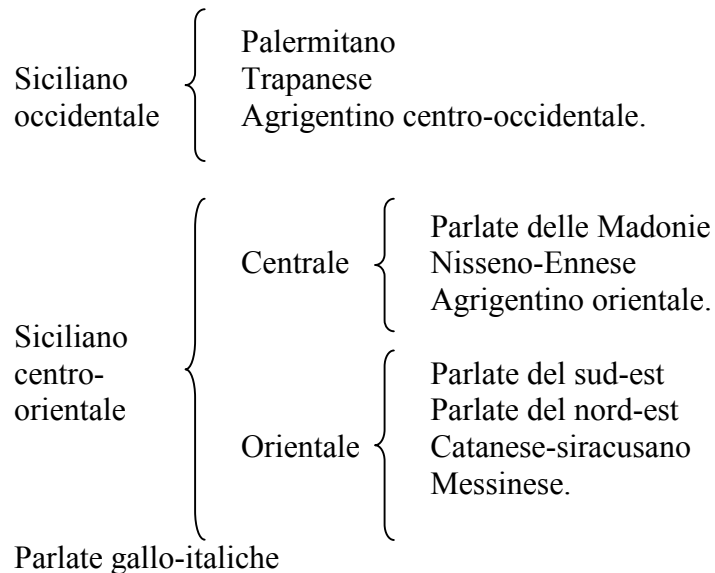 Siciliano
occidentale
Palermitano
Trapanese
Agrigentino centro-occidentale.
Siciliano
centro-
orientale
Centrale
Parlate delle Madonie
Nisseno-Ennese
Agrigentino orientale.
Orientale
Parlate del sud-est
Parlate del nord-est
Catanese-siracusano
Messinese.
Parlate gallo-italiche